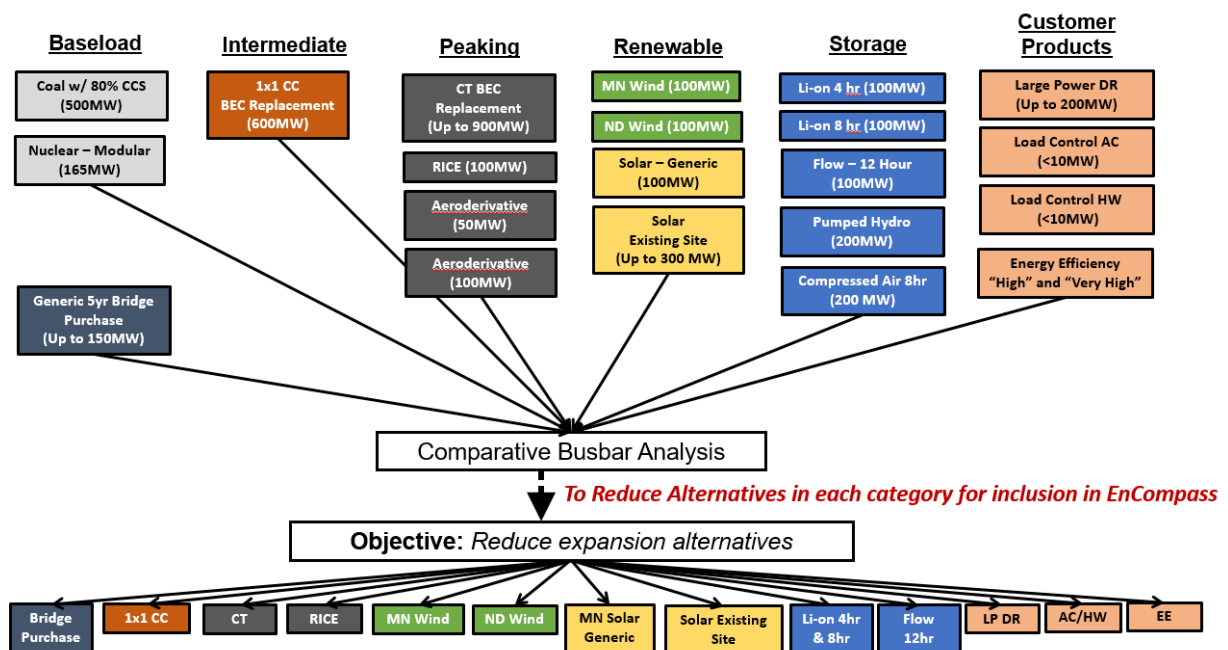 Baseload
Coal w/ 80% CCS
(500MW)
Nuclear – Modular
(165MW)
Generic 5yr Bridge
Purchase
(Up to 150MW)
Intermediate
1x1 CC
BEC Replacement
(600MW)
Peaking
CT BEC
Replacement
(Up to 900MW)
RICE (100MW)
Aeroderivative
(50MW)
Aeroderivative
(100MW)
Renewable
MN Wind (100MW)
ND Wind (100MW)
Solar – Generic
(100MW)
Solar
Existing Site
(Up to 300 MW)
Storage
Li-on 4 hr (100MW)
Li-on 8 hr (100MW)
Flow – 12 Hour
(100MW)
Pumped Hydro
(200MW)
Compressed Air 8hr
(200 MW)
Customer
Products
Large Power DR
(Up to 200MW)
Load Control AC
(<10MW)
Load Control HW
(<10MW)
Energy Efficiency
“High” and “Very High”
Comparative Busbar Analysis
To Reduce Alternatives in each category for inclusion in EnCompass
Objective: Reduce expansion alternatives
Bridge
Purchase
1x1 CC
CT
RICE
MN Wind
ND Wind
MN Solar
Generic
Solar Existing
Site
Li-on 4hr
& 8hr
Flow
12hr
LP DR
AC/HW
EE